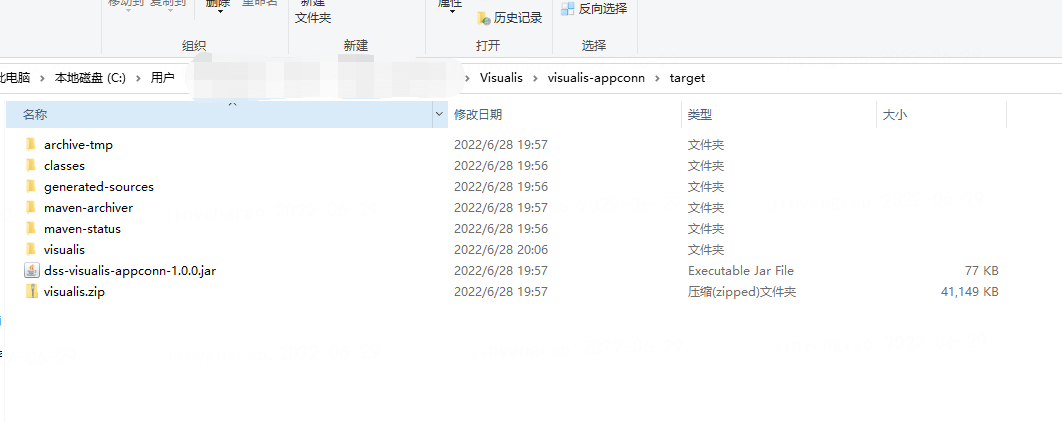 移动到 复制到 删除 重命名 新建 属性 反向选择
文件夹 历史记录
组织 新建 打开 选择
此电脑 › 本地磁盘 (C:) › 用户 › Visualis › visualis-appconn › target
名称 修改日期 类型 大小
archive-tmp 2022/6/28 19:57 文件夹
classes 2022/6/28 19:56 文件夹
generated-sources 2022/6/28 19:56 文件夹
maven-archiver 2022/6/28 19:57 文件夹
maven-status 2022/6/28 19:56 文件夹
visualis 2022/6/28 20:06 文件夹
dss-visualis-appconn-1.0.0.jar 2022/6/28 19:57 Executable Jar File 77 KB
visualis.zip 2022/6/28 19:57 压缩(zipped)文件夹 41,149 KB